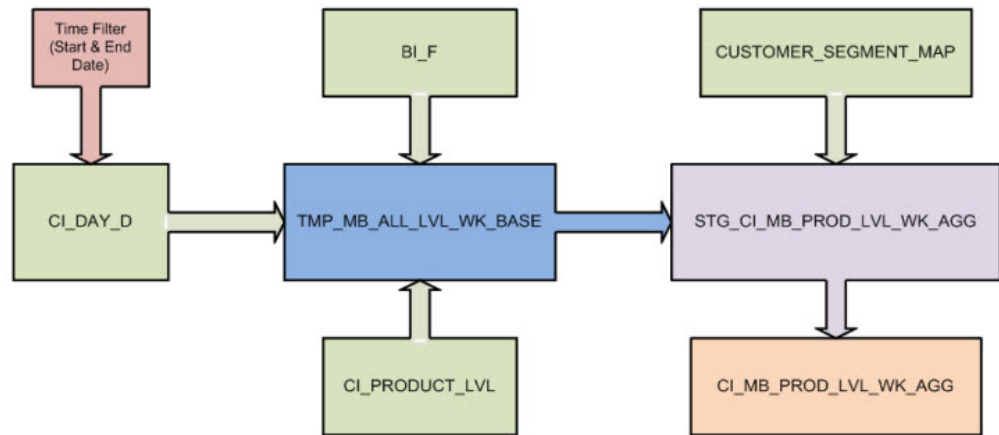 Time Filter
(Start & End
Date)
BI_F
CUSTOMER_SEGMENT_MAP
CI_DAY_D
TMP_MB_ALL_LVL_WK_BASE
STG_CI_MB_PROD_LVL_WK_AGG
CI_PRODUCT_LVL
CI_MB_PROD_LVL_WK_AGG